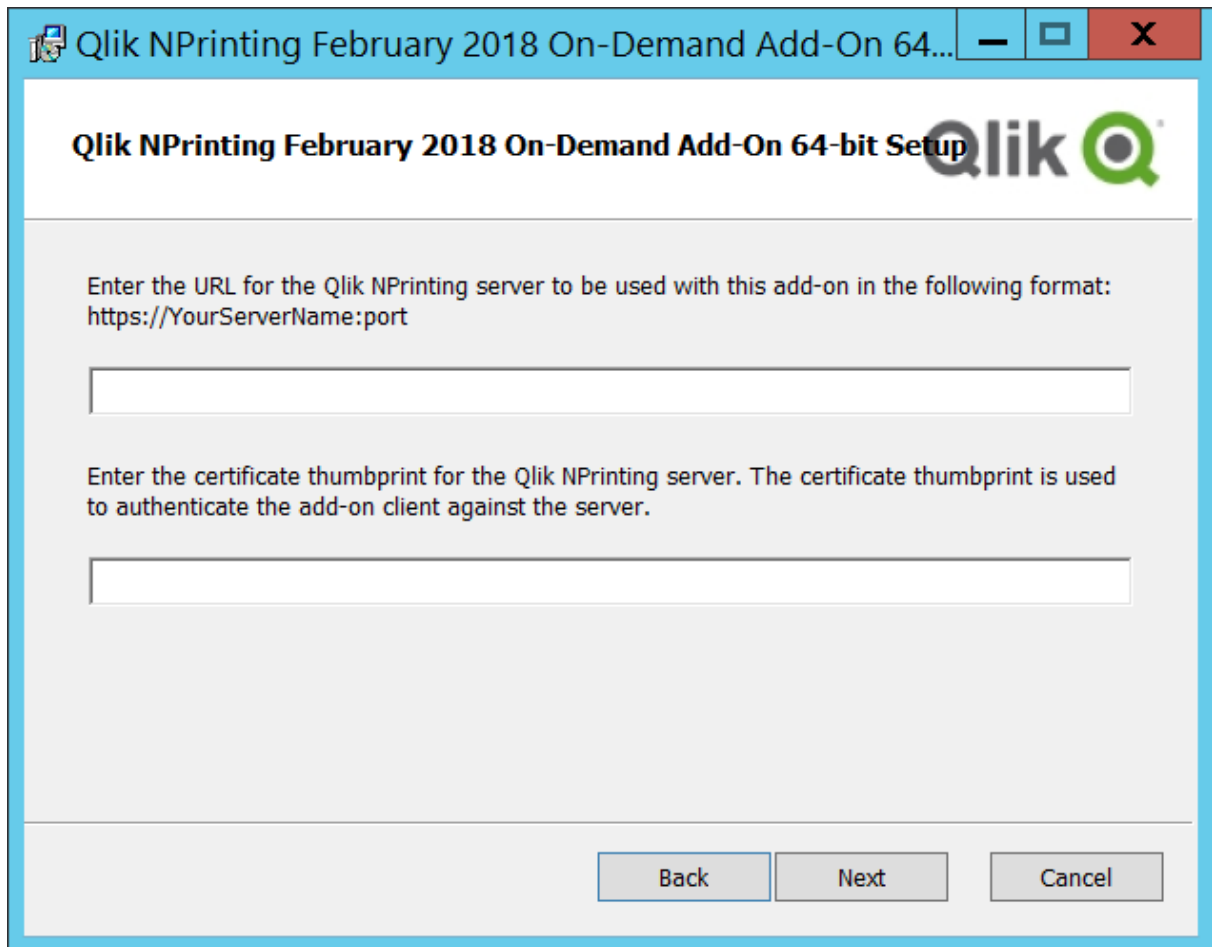 Qlik NPrinting February 2018 On-Demand Add-On 64...
Qlik NPrinting February 2018 On-Demand Add-On 64-bit Setup
Qlik
Enter the URL for the Qlik NPrinting server to be used with this add-on in the following format:
https://YourServerName:port
Enter the certificate thumbprint for the Qlik NPrinting server. The certificate thumbprint is used
to authenticate the add-on client against the server.
Back Next Cancel